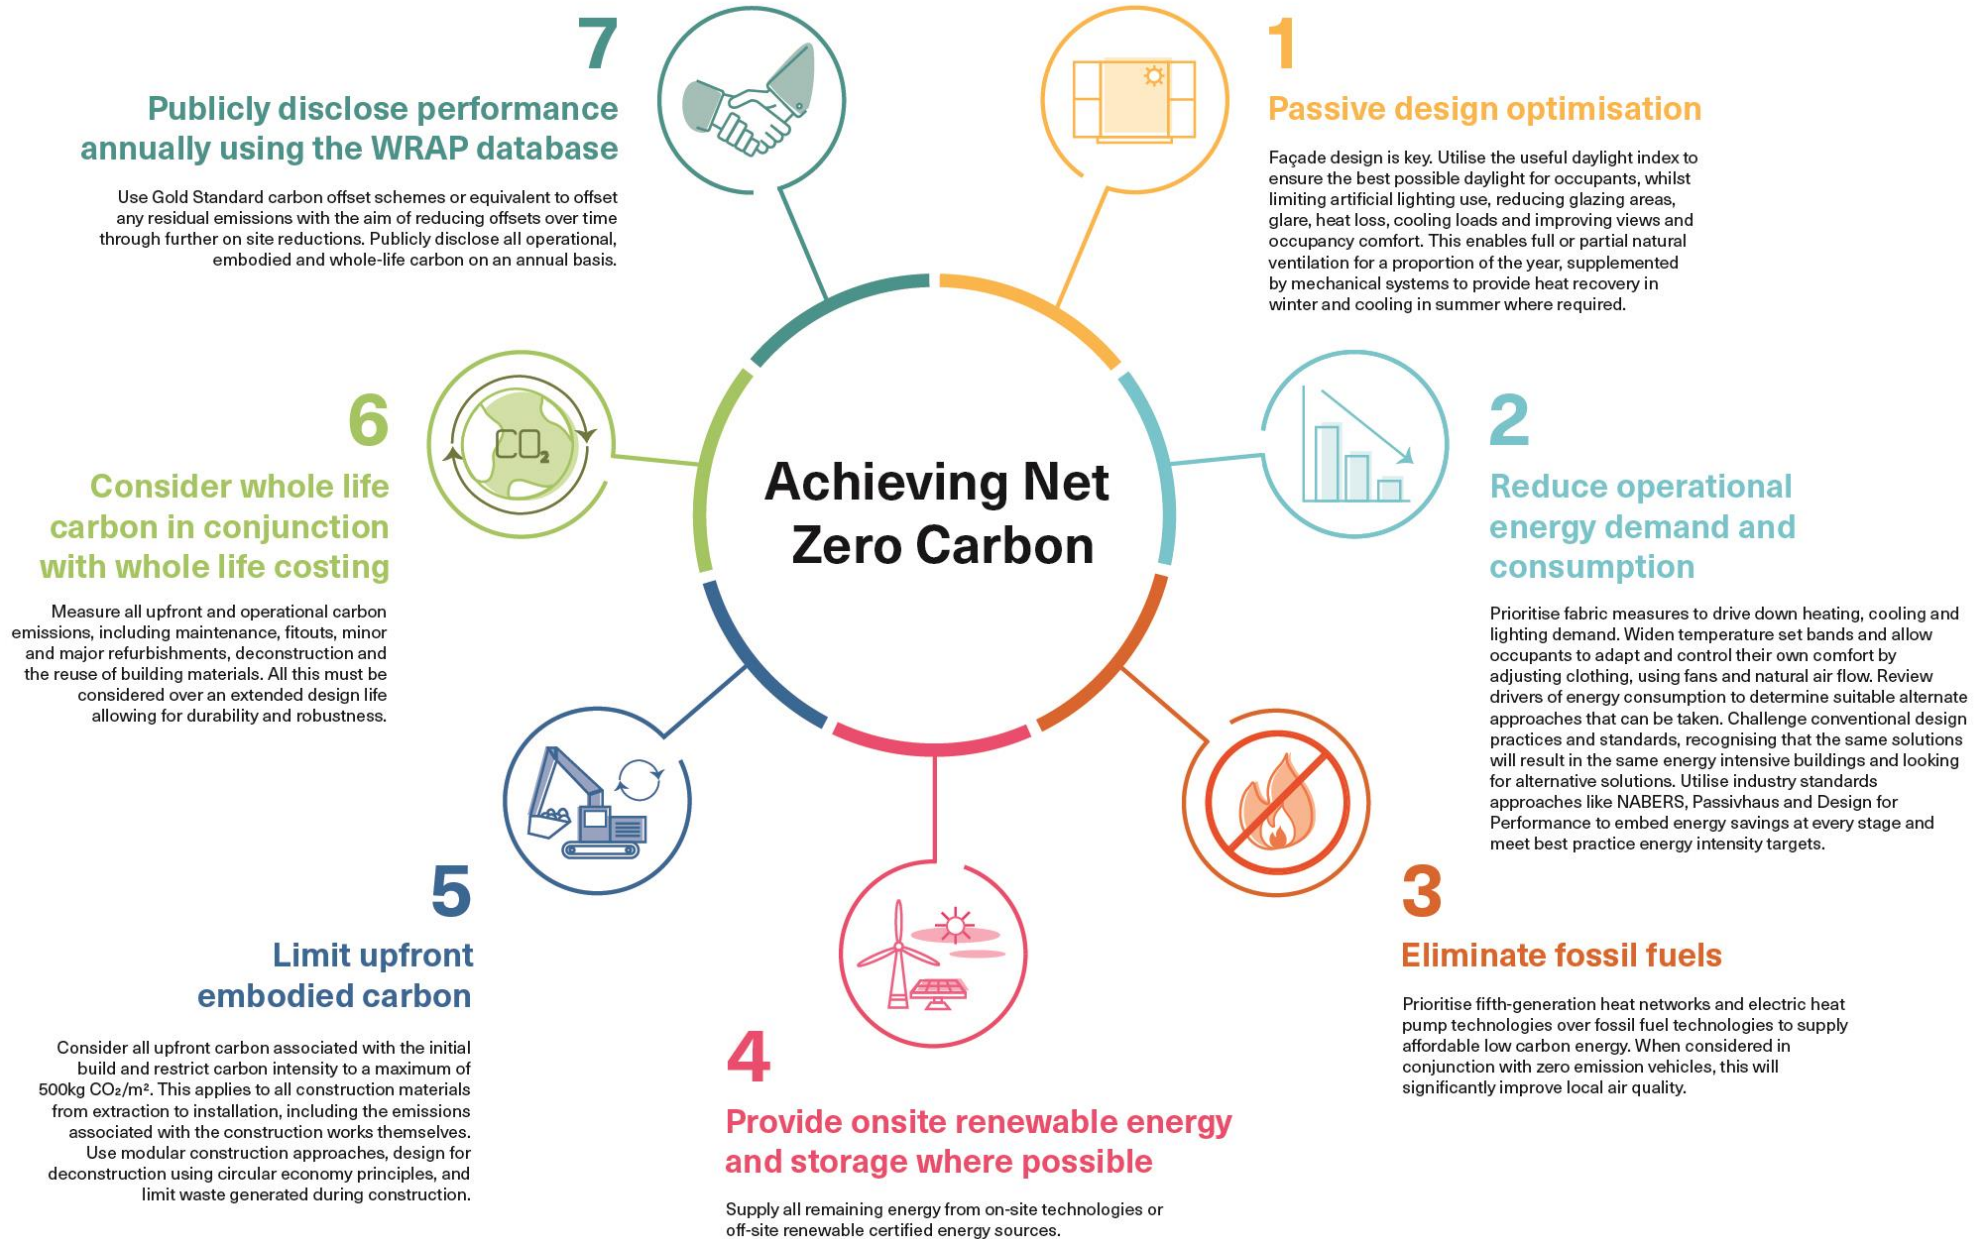 Achieving Net
Zero Carbon
1
Passive design optimisation
Façade design is key. Utilise the useful daylight index to
ensure the best possible daylight for occupants, whilst
limiting artificial lighting use, reducing glazing areas,
glare, heat loss, cooling loads and improving views and
occupancy comfort. This enables full or partial natural
ventilation for a proportion of the year, supplemented
by mechanical systems to provide heat recovery in
winter and cooling in summer where required.
2
Reduce operational
energy demand and
consumption
Prioritise fabric measures to drive down heating, cooling and
lighting demand. Widen temperature set bands and allow
occupants to adapt and control their own comfort by
adjusting clothing, using fans and natural air flow. Review
drivers of energy consumption to determine suitable alternate
approaches that can be taken. Challenge conventional design
practices and standards, recognising that the same solutions
will result in the same energy intensive buildings and looking
for alternative solutions. Utilise industry standards
approaches like NABERS, Passivhaus and Design for
Performance to embed energy savings at every stage and
meet best practice energy intensity targets.
3
Eliminate fossil fuels
Prioritise fifth-generation heat networks and electric heat
pump technologies over fossil fuel technologies to supply
affordable low carbon energy. When considered in
conjunction with zero emission vehicles, this will
significantly improve local air quality.
4
Provide onsite renewable energy
and storage where possible
Supply all remaining energy from on-site technologies or
off-site renewable certified energy sources.
5
Limit upfront
embodied carbon
Consider all upfront carbon associated with the initial
build and restrict carbon intensity to a maximum of
500kg CO₂/m². This applies to all construction materials
from extraction to installation, including the emissions
associated with the construction works themselves.
Use modular construction approaches, design for
deconstruction using circular economy principles, and
limit waste generated during construction.
6
Consider whole life
carbon in conjunction
with whole life costing
Measure all upfront and operational carbon
emissions, including maintenance, fitouts, minor
and major refurbishments, deconstruction and
the reuse of building materials. All this must be
considered over an extended design life
allowing for durability and robustness.
CO₂
7
Publicly disclose performance
annually using the WRAP database
Use Gold Standard carbon offset schemes or equivalent to offset
any residual emissions with the aim of reducing offsets over time
through further on site reductions. Publicly disclose all operational,
embodied and whole-life carbon on an annual basis.